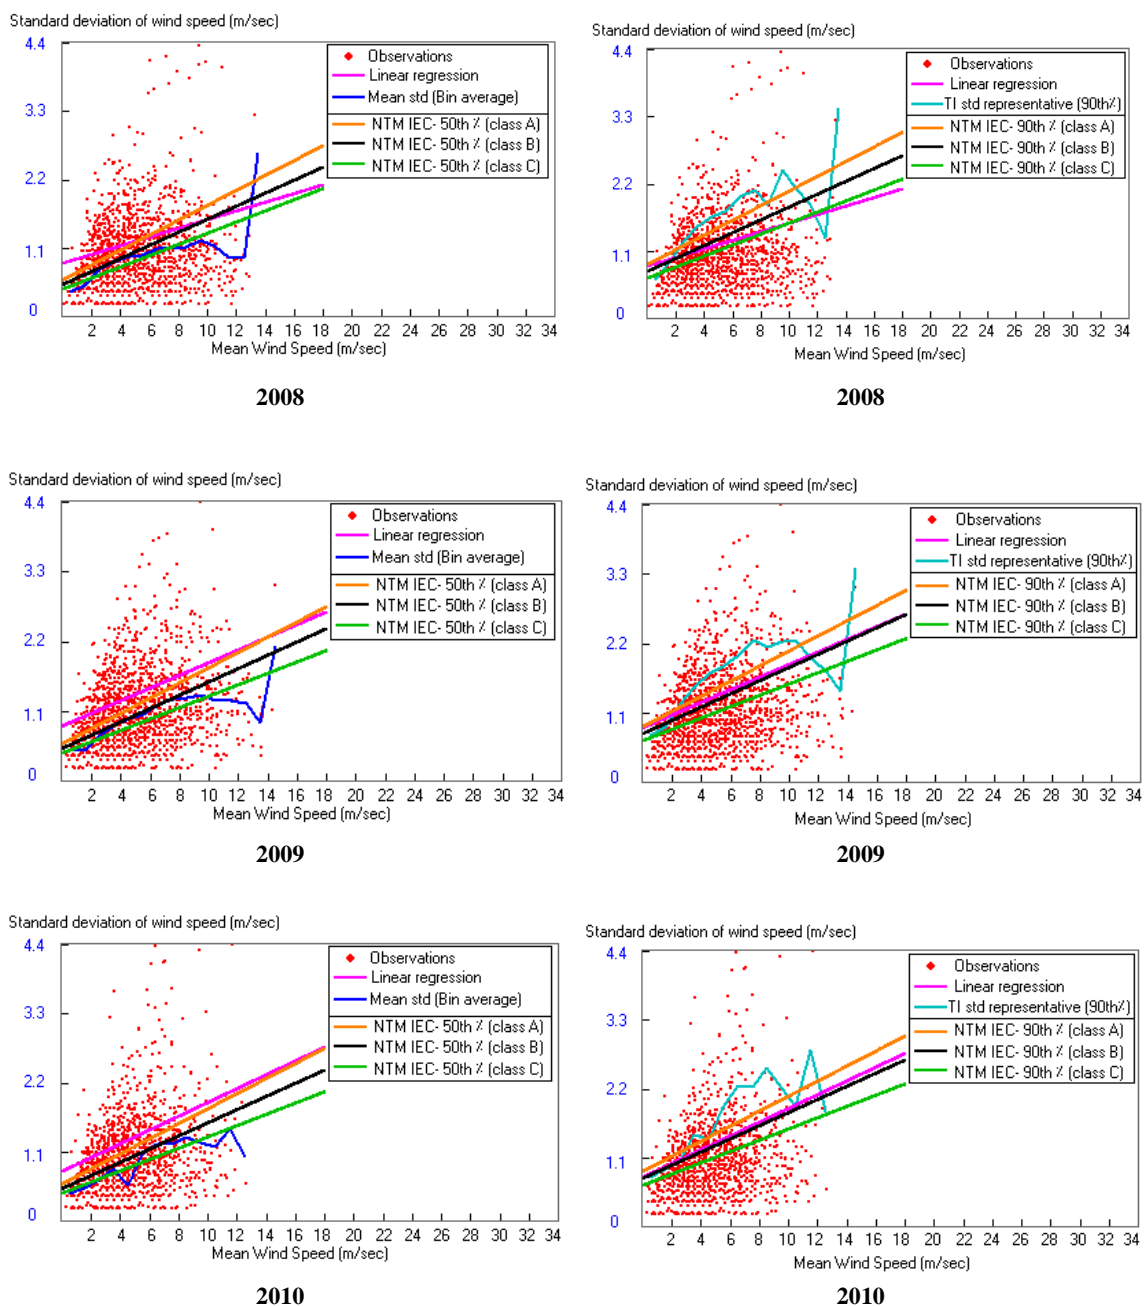 Standard deviation of wind speed (m/sec)
4.4
3.3
2.2
1.1
0
Observations
Linear regression
Mean std (Bin average)
NTM IEC- 50th % (class A)
NTM IEC- 50th % (class B)
NTM IEC- 50th % (class C)
2 4 6 8 10 12 14 16 18 20 22 24 26 28 30 32 34
Mean Wind Speed (m/sec)
2008
Standard deviation of wind speed (m/sec)
4.4
3.3
2.2
1.1
0
Observations
Linear regression
TI std representative (90th%)
NTM IEC- 90th % (class A)
NTM IEC- 90th % (class B)
NTM IEC- 90th % (class C)
2 4 6 8 10 12 14 16 18 20 22 24 26 28 30 32 34
Mean Wind Speed (m/sec)
2008
Standard deviation of wind speed (m/sec)
4.4
3.3
2.2
1.1
0
Observations
Linear regression
Mean std (Bin average)
NTM IEC- 50th % (class A)
NTM IEC- 50th % (class B)
NTM IEC- 50th % (class C)
2 4 6 8 10 12 14 16 18 20 22 24 26 28 30 32 34
Mean Wind Speed (m/sec)
2009
Standard deviation of wind speed (m/sec)
4.4
3.3
2.2
1.1
0
Observations
Linear regression
TI std representative (90th%)
NTM IEC- 90th % (class A)
NTM IEC- 90th % (class B)
NTM IEC- 90th % (class C)
2 4 6 8 10 12 14 16 18 20 22 24 26 28 30 32 34
Mean Wind Speed (m/sec)
2009
Standard deviation of wind speed (m/sec)
4.4
3.3
2.2
1.1
0
Observations
Linear regression
Mean std (Bin average)
NTM IEC- 50th % (class A)
NTM IEC- 50th % (class B)
NTM IEC- 50th % (class C)
2 4 6 8 10 12 14 16 18 20 22 24 26 28 30 32 34
Mean Wind Speed (m/sec)
2010
Standard deviation of wind speed (m/sec)
4.4
3.3
2.2
1.1
0
Observations
Linear regression
TI std representative (90th%)
NTM IEC- 90th % (class A)
NTM IEC- 90th % (class B)
NTM IEC- 90th % (class C)
2 4 6 8 10 12 14 16 18 20 22 24 26 28 30 32 34
Mean Wind Speed (m/sec)
2010